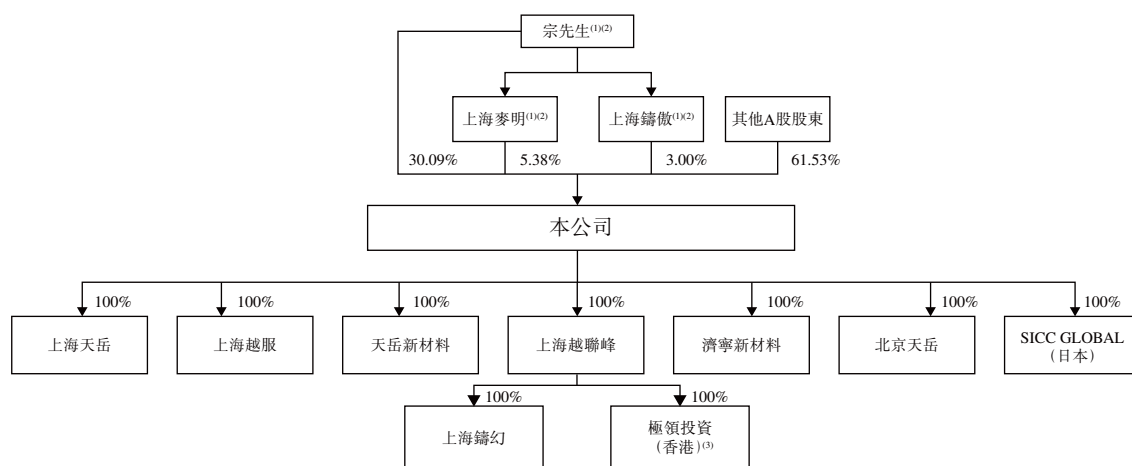 宗先生(1)(2)
上海麥明(1)(2)
上海鑄傲(1)(2)
其他A股股東
30.09%
5.38%
3.00%
61.53%
本公司
100%
100%
100%
100%
100%
100%
100%
上海天岳
上海越服
天岳新材料
上海越聯峰
濟寧新材料
北京天岳
SICC GLOBAL
（日本）
100%
100%
上海鑄幻
極領投資
（香港）(3)